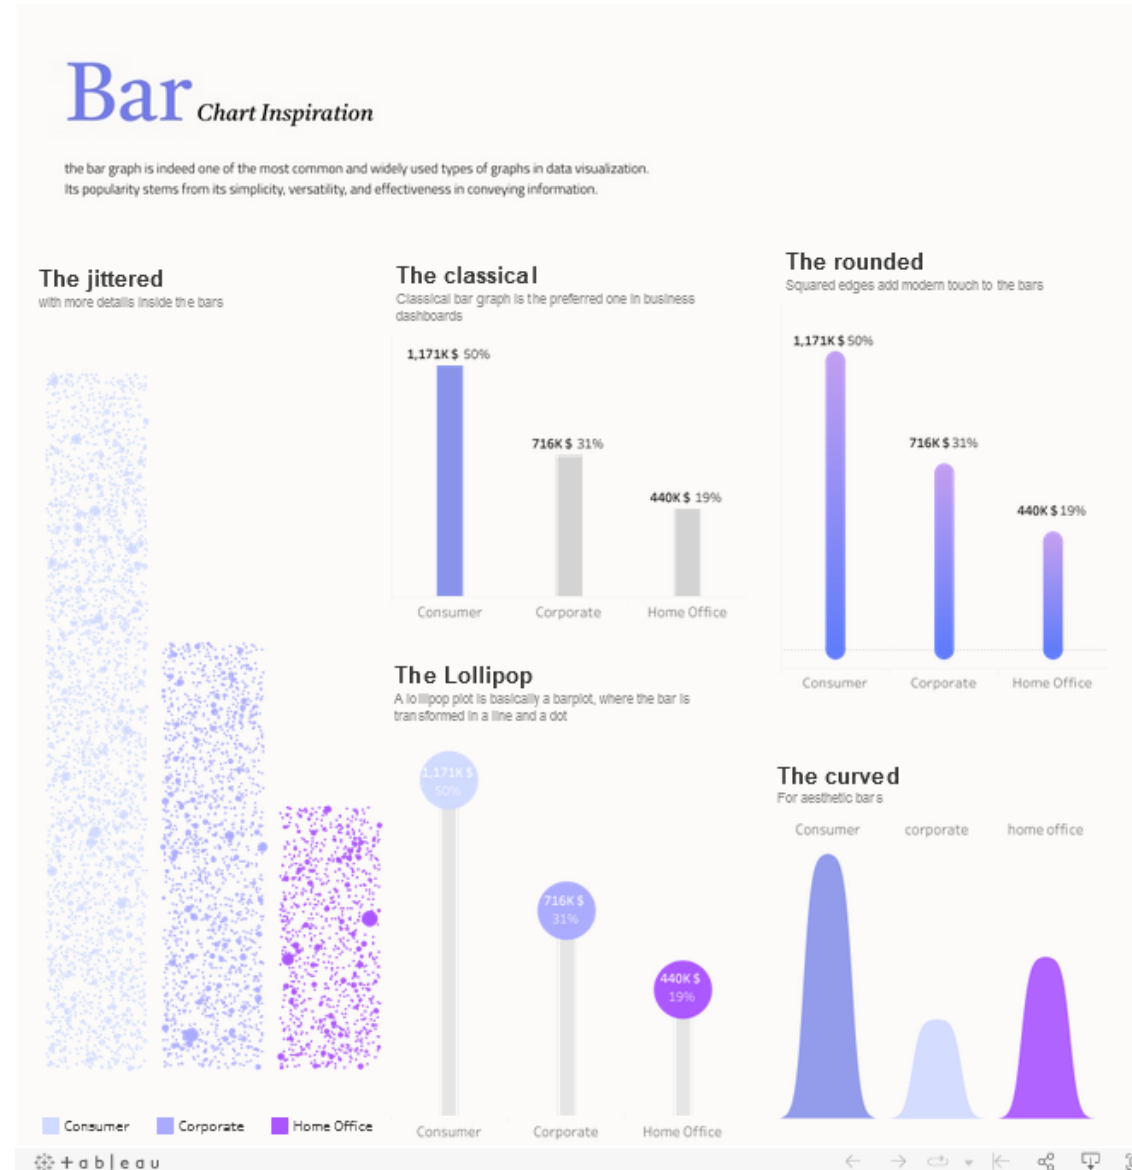 Bar Chart Inspiration
the bar graph is indeed one of the most common and widely used types of graphs in data visualization.
Its popularity stems from its simplicity, versatility, and effectiveness in conveying information.
The jittered
with more details inside the bars
Consumer Corporate Home Office
The classical
Classical bar graph is the preferred one in business
dashboards
1,171K $ 50%
716K $ 31%
440K $ 19%
Consumer Corporate Home Office
The rounded
Squared edges add modern touch to the bars
1,171K $ 50%
716K $ 31%
440K $ 19%
Consumer Corporate Home Office
The Lollipop
A lollipop plot is basically a barplot, where the bar is
transformed in a line and a dot
1,171K $
50%
716K $
31%
440K $
19%
Consumer Corporate Home Office
The curved
For aesthetic bars
Consumer corporate home office
+ableau